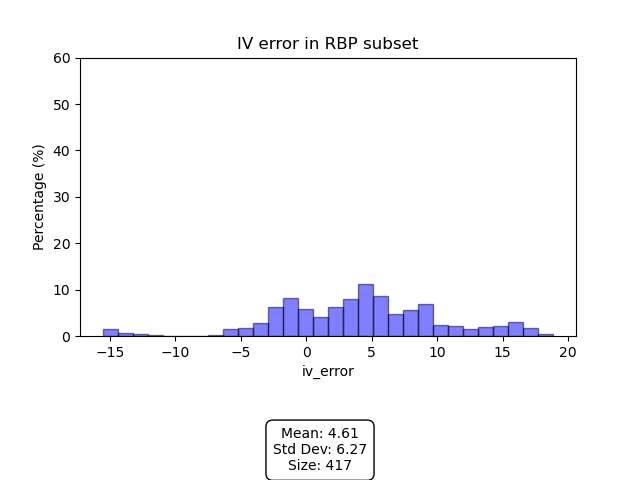 IV error in RBP subset
60
50
40
30
20
10
0
Percentage (%)
−15 −10 −5 0 5 10 15 20
iv_error
Mean: 4.61
Std Dev: 6.27
Size: 417